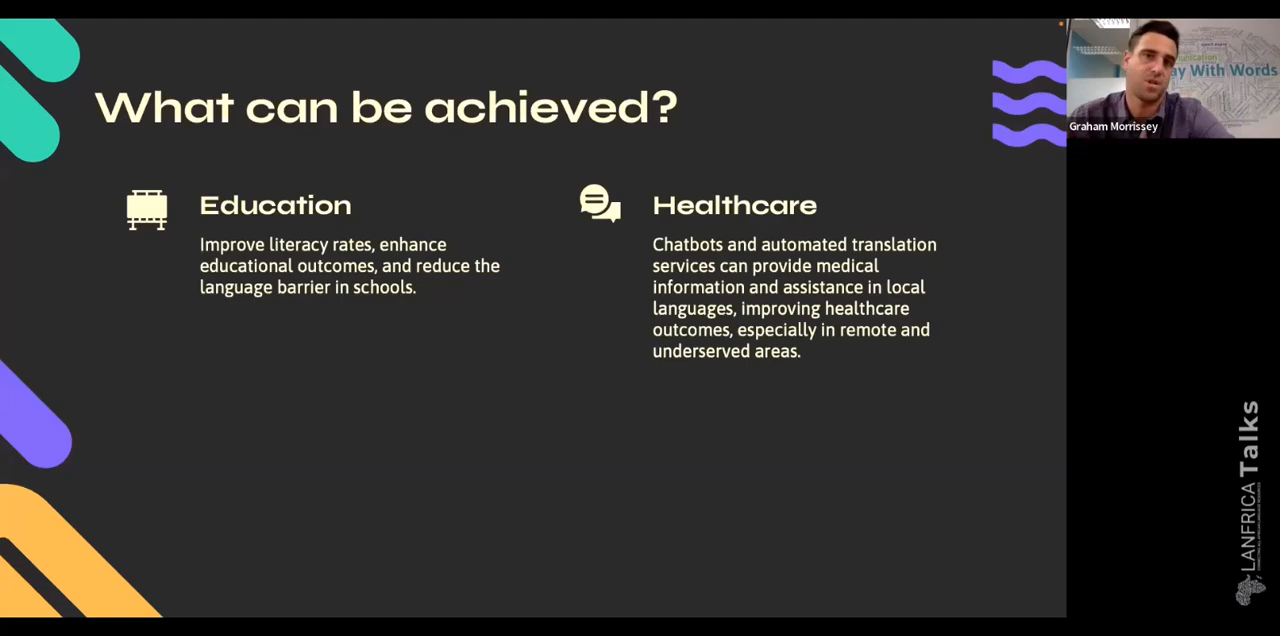 What can be achieved?
Education
Improve literacy rates, enhance
educational outcomes, and reduce the
language barrier in schools.
Healthcare
Chatbots and automated translation
services can provide medical
information and assistance in local
languages, improving healthcare
outcomes, especially in remote and
underserved areas.
With Words
Graham Morrissey
LANFRICA Talks